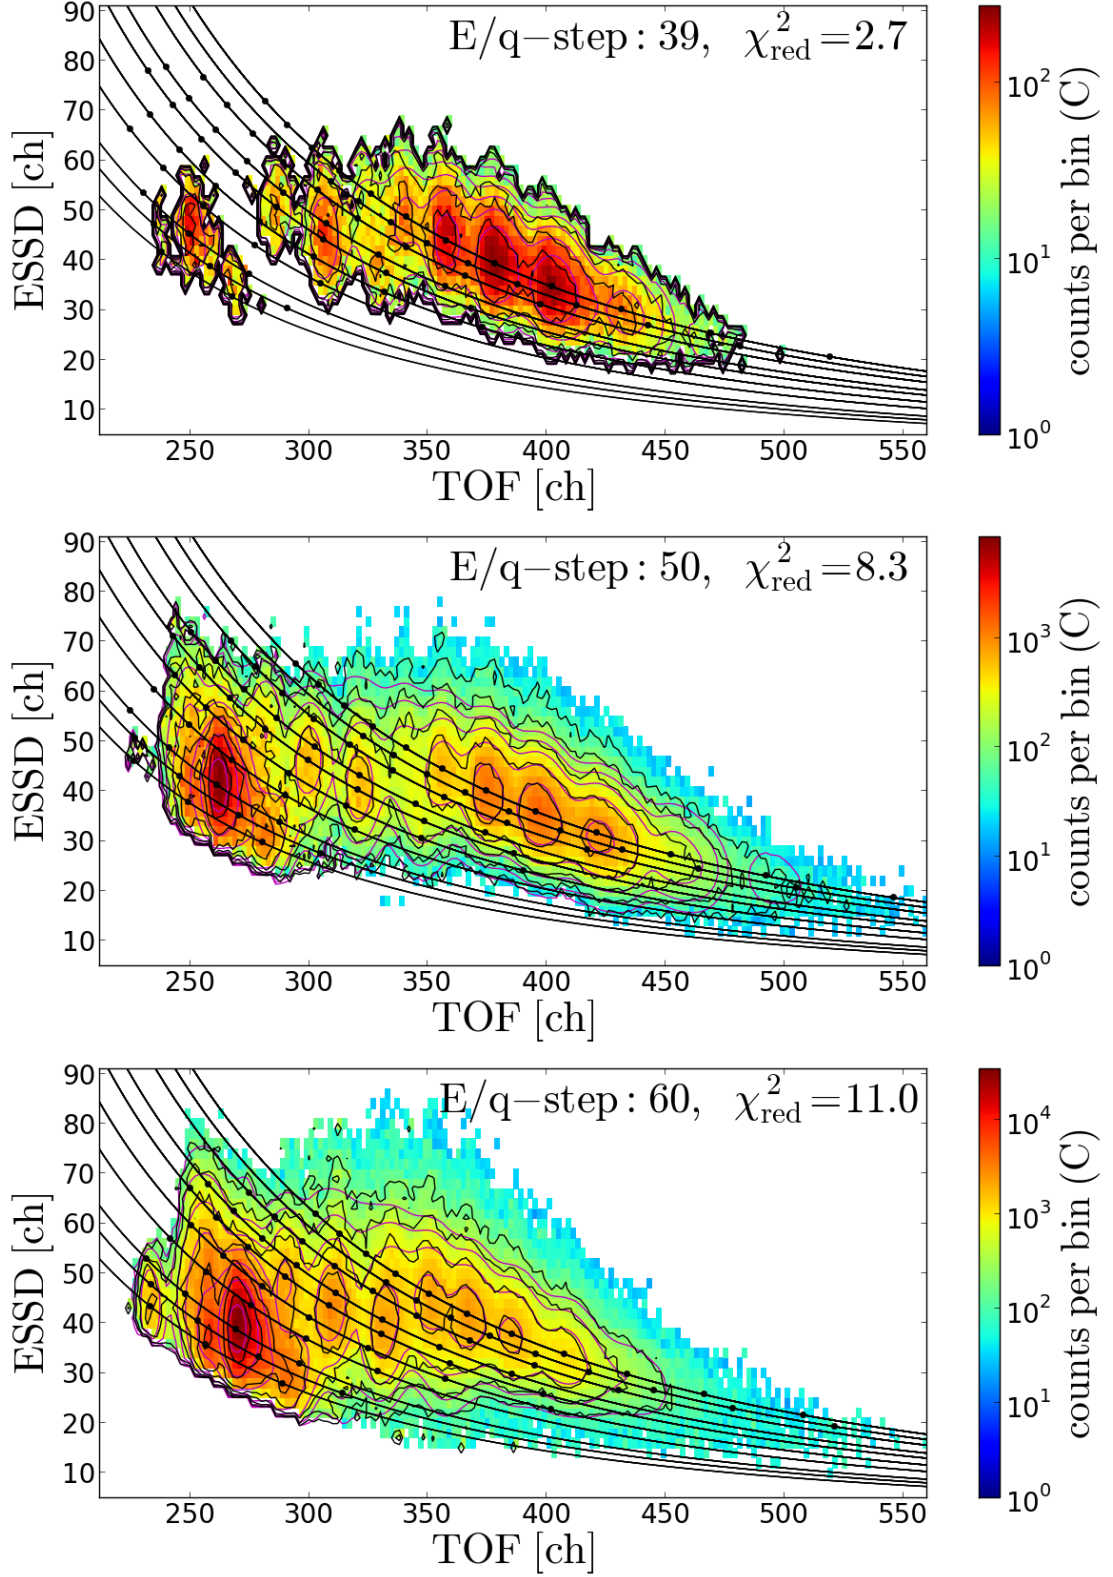 E/q−step: 39, χ²red=2.7
90
80
70
60
50
40
30
20
10
ESSD [ch]
250 300 350 400 450 500 550
TOF [ch]
10²
10¹
10⁰
counts per bin (C)
E/q−step: 50, χ²red=8.3
90
80
70
60
50
40
30
20
10
ESSD [ch]
250 300 350 400 450 500 550
TOF [ch]
10³
10²
10¹
10⁰
counts per bin (C)
E/q−step: 60, χ²red=11.0
90
80
70
60
50
40
30
20
10
ESSD [ch]
250 300 350 400 450 500 550
TOF [ch]
10⁴
10³
10²
10¹
10⁰
counts per bin (C)